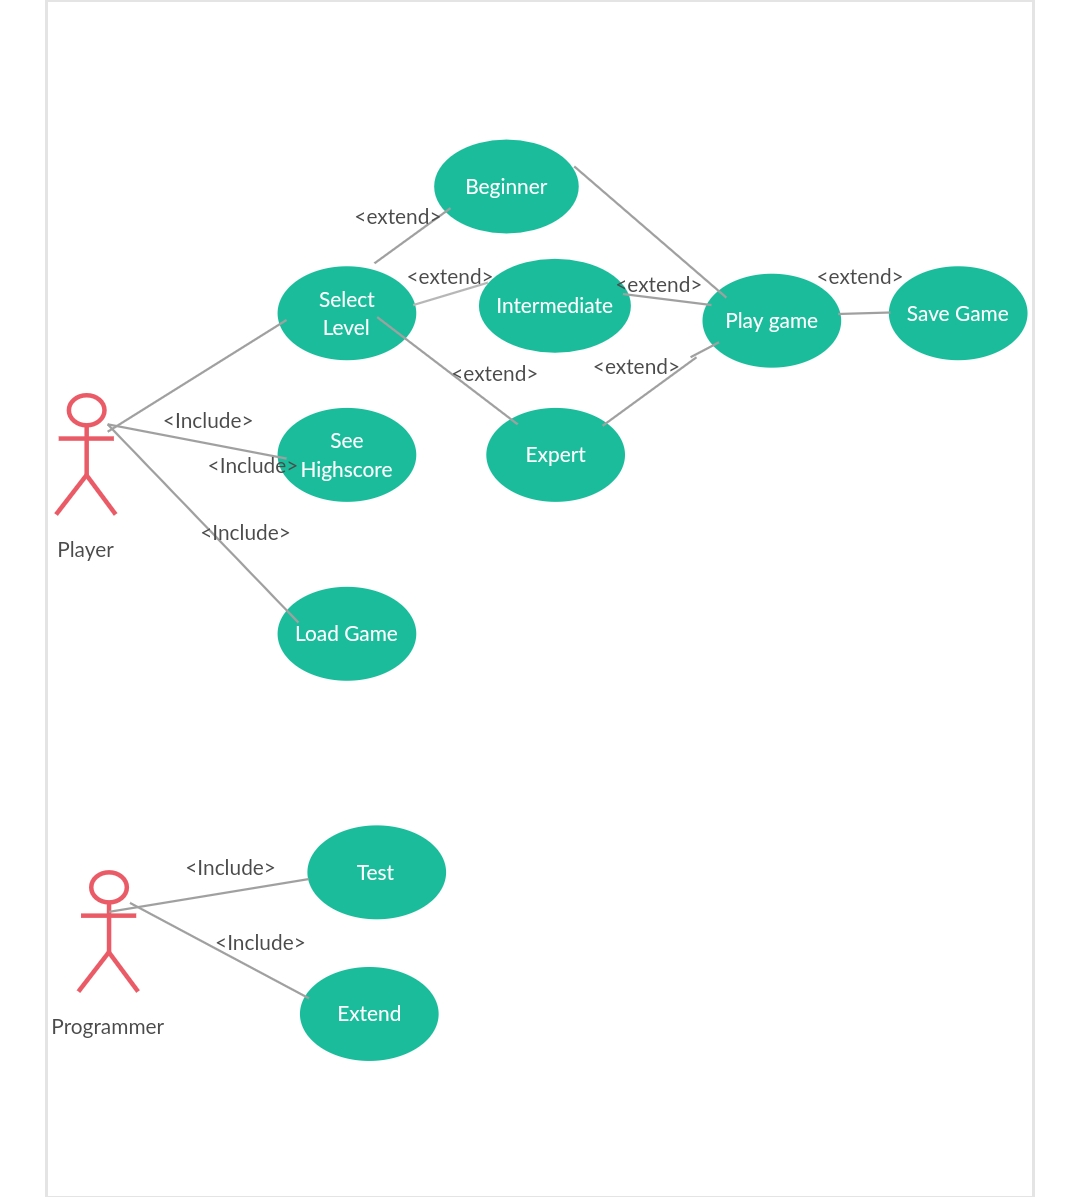 Beginner
<extend>
<extend>
<extend>
<extend>
Select
Level
Intermediate
Play game
Save Game
<extend>
<extend>
<Include>
See
Highscore
<Include>
Expert
<Include>
Player
Load Game
Test
<Include>
<Include>
Extend
Programmer